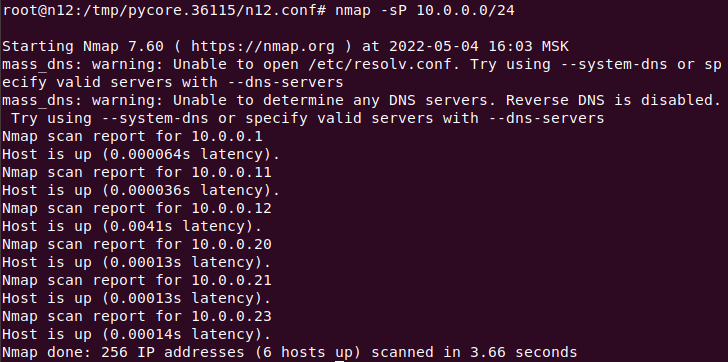 root@n12:/tmp/pycore.36115/n12.conf# nmap -sP 10.0.0.0/24
Starting Nmap 7.60 ( https://nmap.org ) at 2022-05-04 16:03 MSK
mass_dns: warning: Unable to open /etc/resolv.conf. Try using --system-dns or sp
ecify valid servers with --dns-servers
mass_dns: warning: Unable to determine any DNS servers. Reverse DNS is disabled.
 Try using --system-dns or specify valid servers with --dns-servers
Nmap scan report for 10.0.0.1
Host is up (0.000064s latency).
Nmap scan report for 10.0.0.11
Host is up (0.000036s latency).
Nmap scan report for 10.0.0.12
Host is up (0.0041s latency).
Nmap scan report for 10.0.0.20
Host is up (0.00013s latency).
Nmap scan report for 10.0.0.21
Host is up (0.00013s latency).
Nmap scan report for 10.0.0.23
Host is up (0.00014s latency).
Nmap done: 256 IP addresses (6 hosts up) scanned in 3.66 seconds